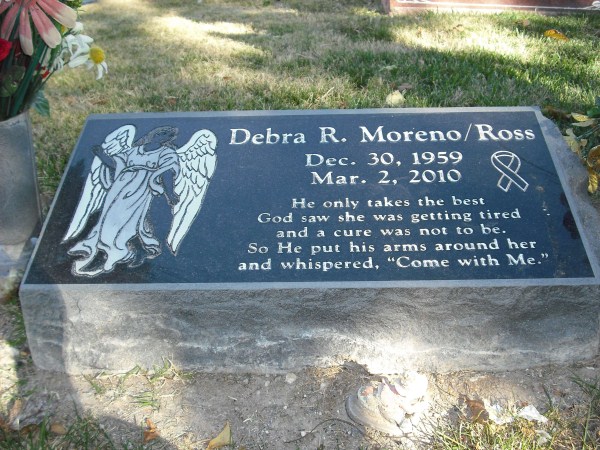 Debra R. Moreno/Ross
Dec. 30, 1959
Mar. 2, 2010
He only takes the best
God saw she was getting tired
and a cure was not to be.
So He put his arms around her
and whispered, "Come with Me."